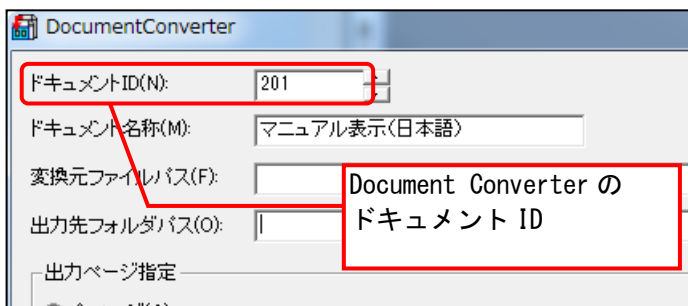 DocumentConverter
ドキュメントID(N):
201
ドキュメント名称(M):
マニュアル表示(日本語)
変換元ファイルパス(F):
Document Converter の
ドキュメント ID
出力先フォルダパス(O):
出力ページ指定